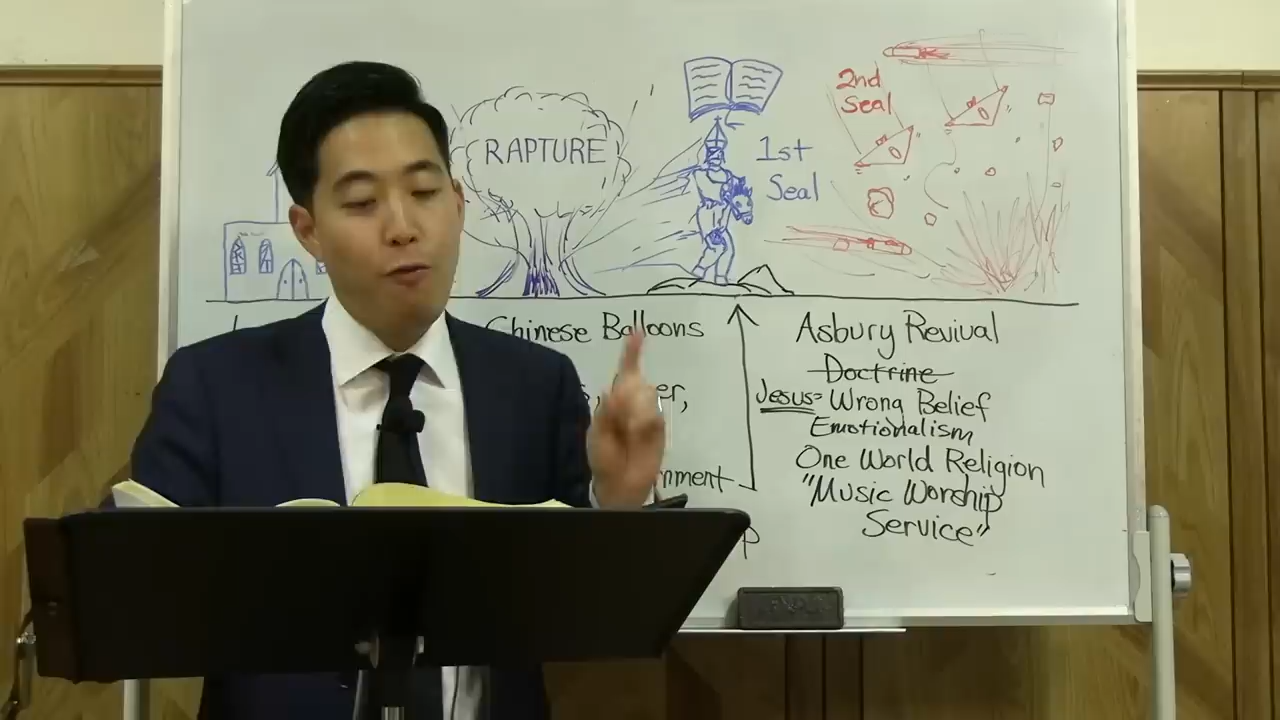 RAPTURE
1st
Seal
2nd
Seal
Chinese Balloons
Asbury Revival
Doctrine
Jesus= Wrong Belief
Emotionalism
One World Religion
"Music Worship
Service"